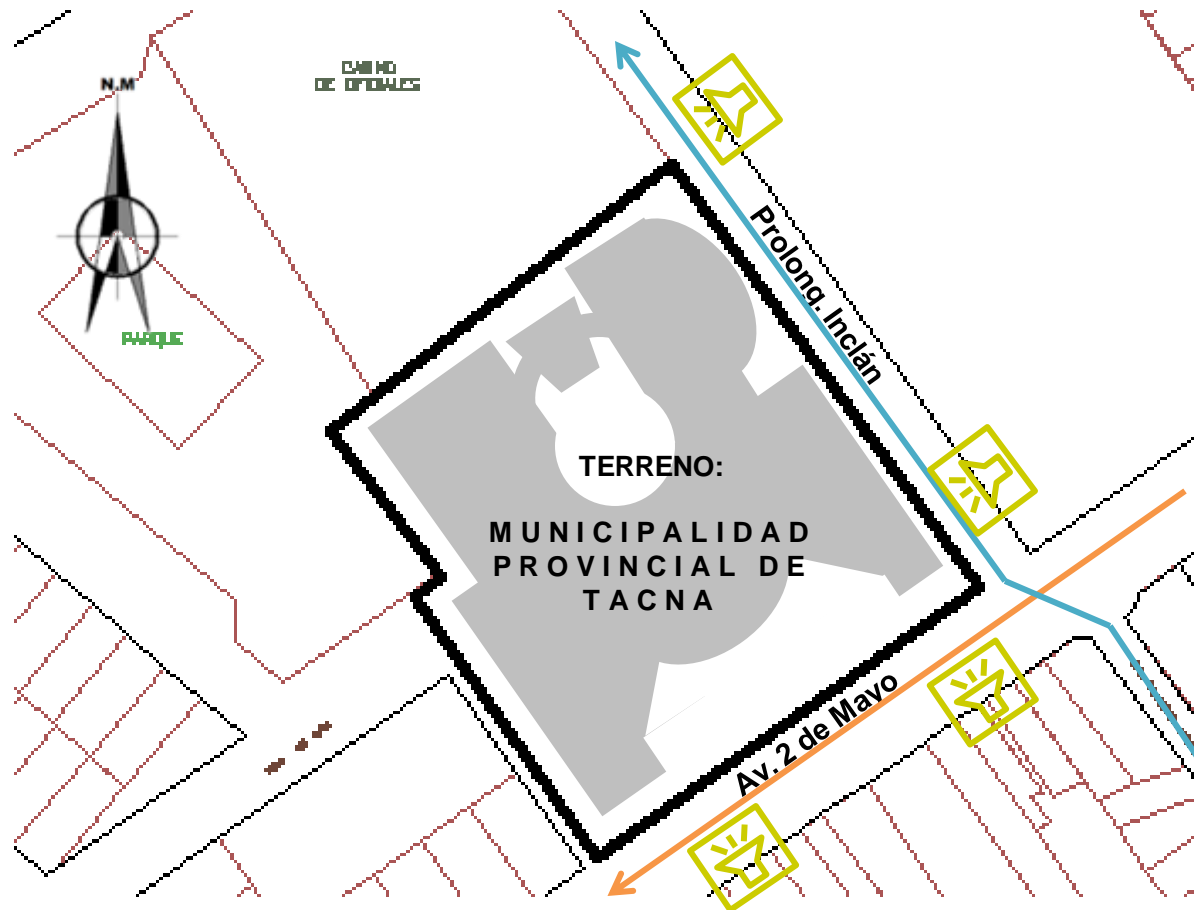 N.M
CASINO
DE OFICIALES
PARQUE
Prolong. Inclán
TERRENO:
MUNICIPALIDAD
PROVINCIAL DE
TACNA
Av. 2 de Mayo